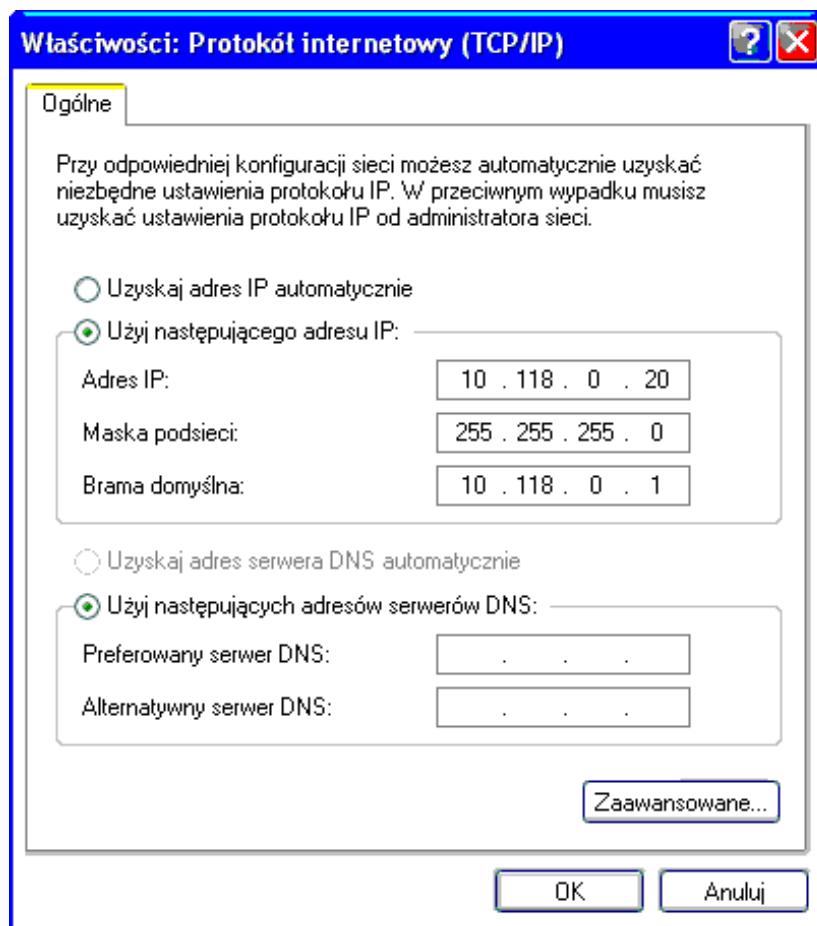 Właściwości: Protokół internetowy (TCP/IP)
Ogólne
Przy odpowiedniej konfiguracji sieci możesz automatycznie uzyskać
niezbędne ustawienia protokołu IP. W przeciwnym wypadku musisz
uzyskać ustawienia protokołu IP od administratora sieci.
Uzyskaj adres IP automatycznie
Użyj następującego adresu IP:
Adres IP: 10 . 118 . 0 . 20
Maska podsieci: 255 . 255 . 255 . 0
Brama domyślna: 10 . 118 . 0 . 1
Uzyskaj adres serwera DNS automatycznie
Użyj następujących adresów serwerów DNS:
Preferowany serwer DNS: . . .
Alternatywny serwer DNS: . . .
Zaawansowane...
OK Anuluj